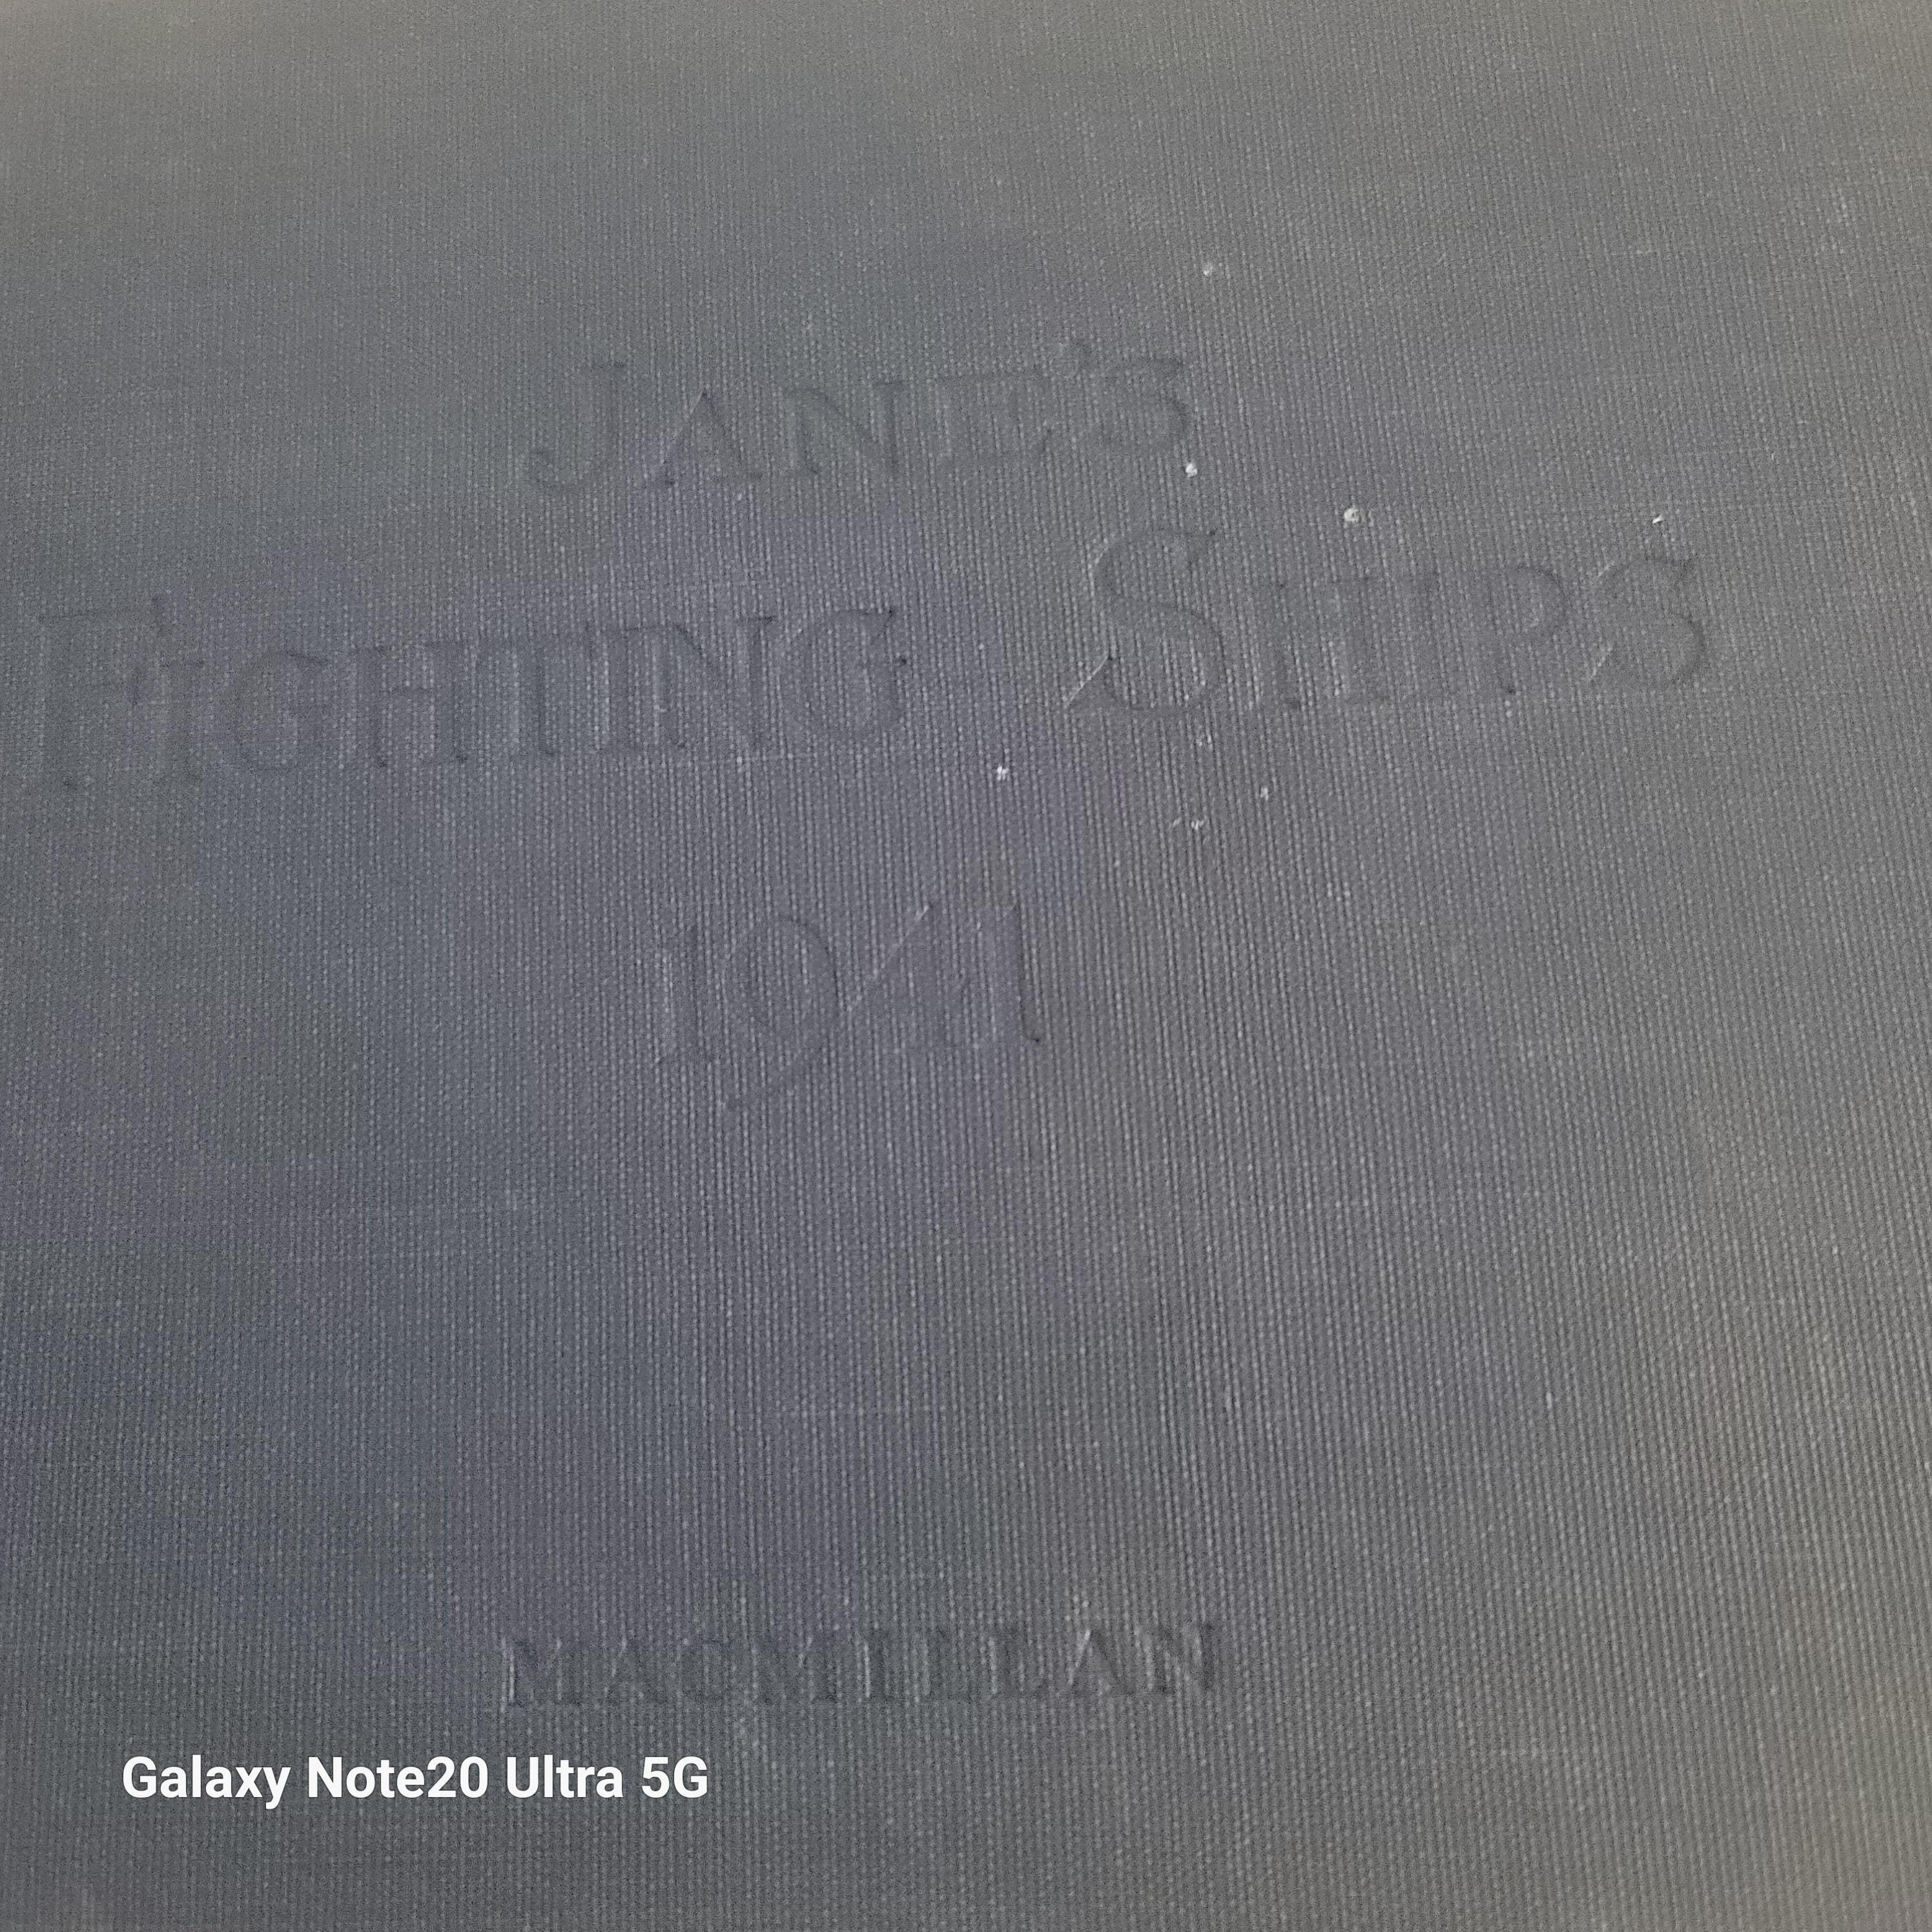 JANE'S
FIGHTING SHIPS
1941
MACMILLAN
Galaxy Note20 Ultra 5G